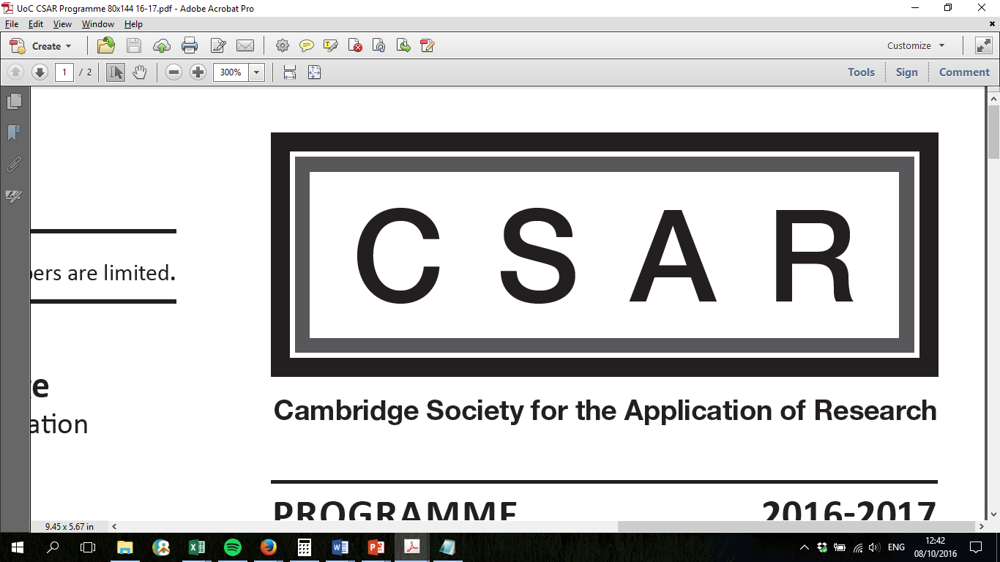 UoC CSAR Programme 80x144 16-17.pdf - Adobe Acrobat Pro
File Edit View Window Help
Create Customize
1 / 2 300% Tools Sign Comment
C S A R
are limited.
Cambridge Society for the Application of Research
PROGRAMME 2016-2017
9.45 x 5.67 in
ENG 12:42
08/10/2016